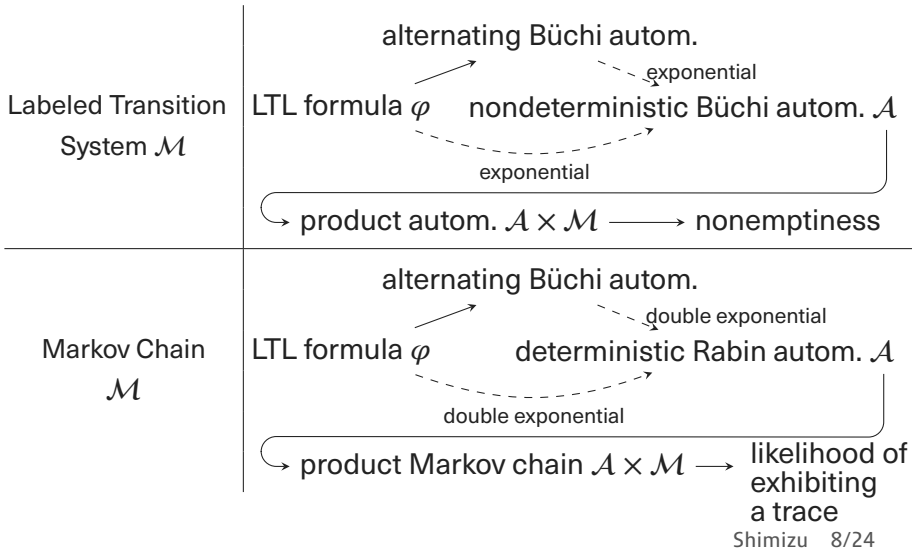 alternating Büchi autom.
exponential
Labeled Transition System ℳ
LTL formula φ
nondeterministic Büchi autom. 𝒜
exponential
product autom. 𝒜 × ℳ
nonemptiness
alternating Büchi autom.
double exponential
Markov Chain
ℳ
LTL formula φ
deterministic Rabin autom. 𝒜
double exponential
product Markov chain 𝒜 × ℳ
likelihood of
exhibiting
a trace
Shimizu 8/24